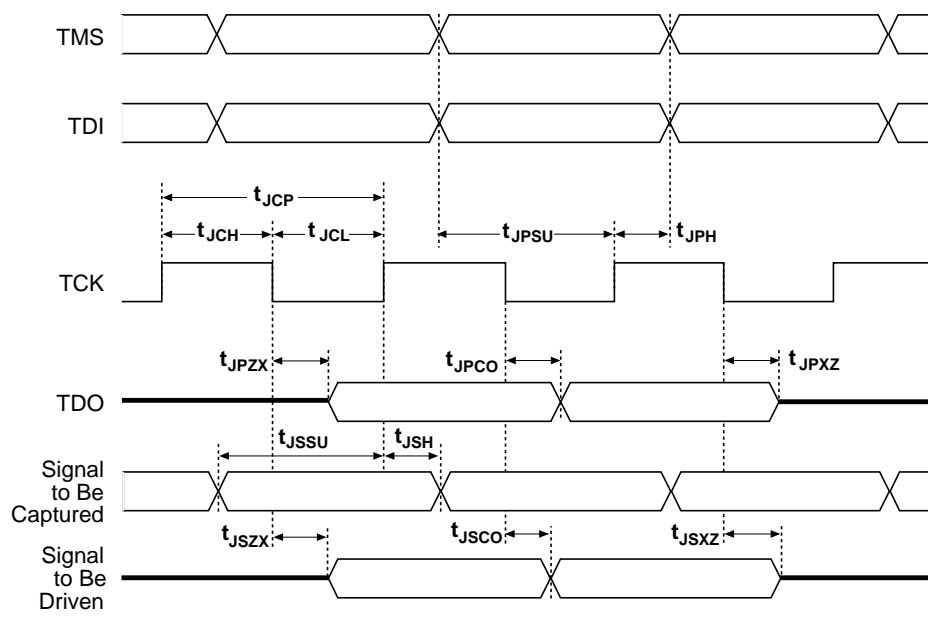 TMS
TDI
tJCP
tJCH
tJCL
tJPSU
tJPH
TCK
tJPZX
tJPCO
tJPXZ
TDO
tJSSU
tJSH
Signal
to Be
Captured
tJSZX
tJSCO
tJSXZ
Signal
to Be
Driven